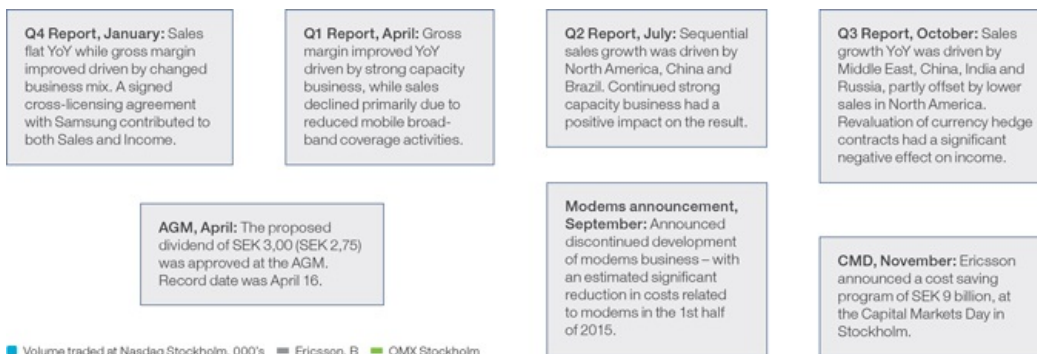 Q4 Report, January: Sales
flat YoY while gross margin
improved driven by changed
business mix. A signed
cross-licensing agreement
with Samsung contributed to
both Sales and Income.
Q1 Report, April: Gross
margin improved YoY
driven by strong capacity
business, while sales
declined primarily due to
reduced mobile broad-
band coverage activities.
Q2 Report, July: Sequential
sales growth was driven by
North America, China and
Brazil. Continued strong
capacity business had a
positive impact on the result.
Q3 Report, October: Sales
growth YoY was driven by
Middle East, China, India and
Russia, partly offset by lower
sales in North America.
Revaluation of currency hedge
contracts had a significant
negative effect on income.
AGM, April: The proposed
dividend of SEK 3,00 (SEK 2,75)
was approved at the AGM.
Record date was April 16.
Modems announcement,
September: Announced
discontinued development
of modems business – with
an estimated significant
reduction in costs related
to modems in the 1st half
of 2015.
CMD, November: Ericsson
announced a cost saving
program of SEK 9 billion, at
the Capital Markets Day in
Stockholm.
Volume traded at Nasdaq Stockholm, 000's Ericsson, B OMX Stockholm